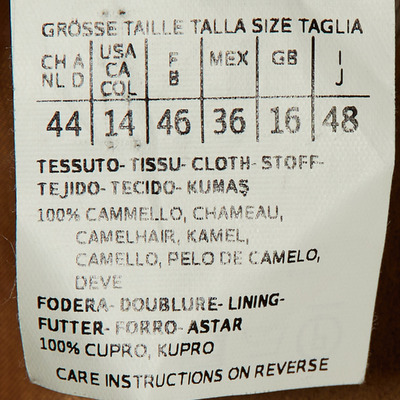 GRÖSSE TAILLE TALLA SIZE TAGLIA
CH A NL D | USA CA COL | F B | MEX | GB | I J
44 | 14 | 46 | 36 | 16 | 48
TESSUTO-TISSU-CLOTH-STOFF-
TEJIDO-TECIDO-KUMAŞ
100% CAMMELLO, CHAMEAU,
CAMELHAIR, KAMEL,
CAMELLO, PELO DE CAMELO,
DEVE
FODERA-DOUBLURE-LINING-
FUTTER-FORRO-ASTAR
100% CUPRO, KUPRO
CARE INSTRUCTIONS ON REVERSE